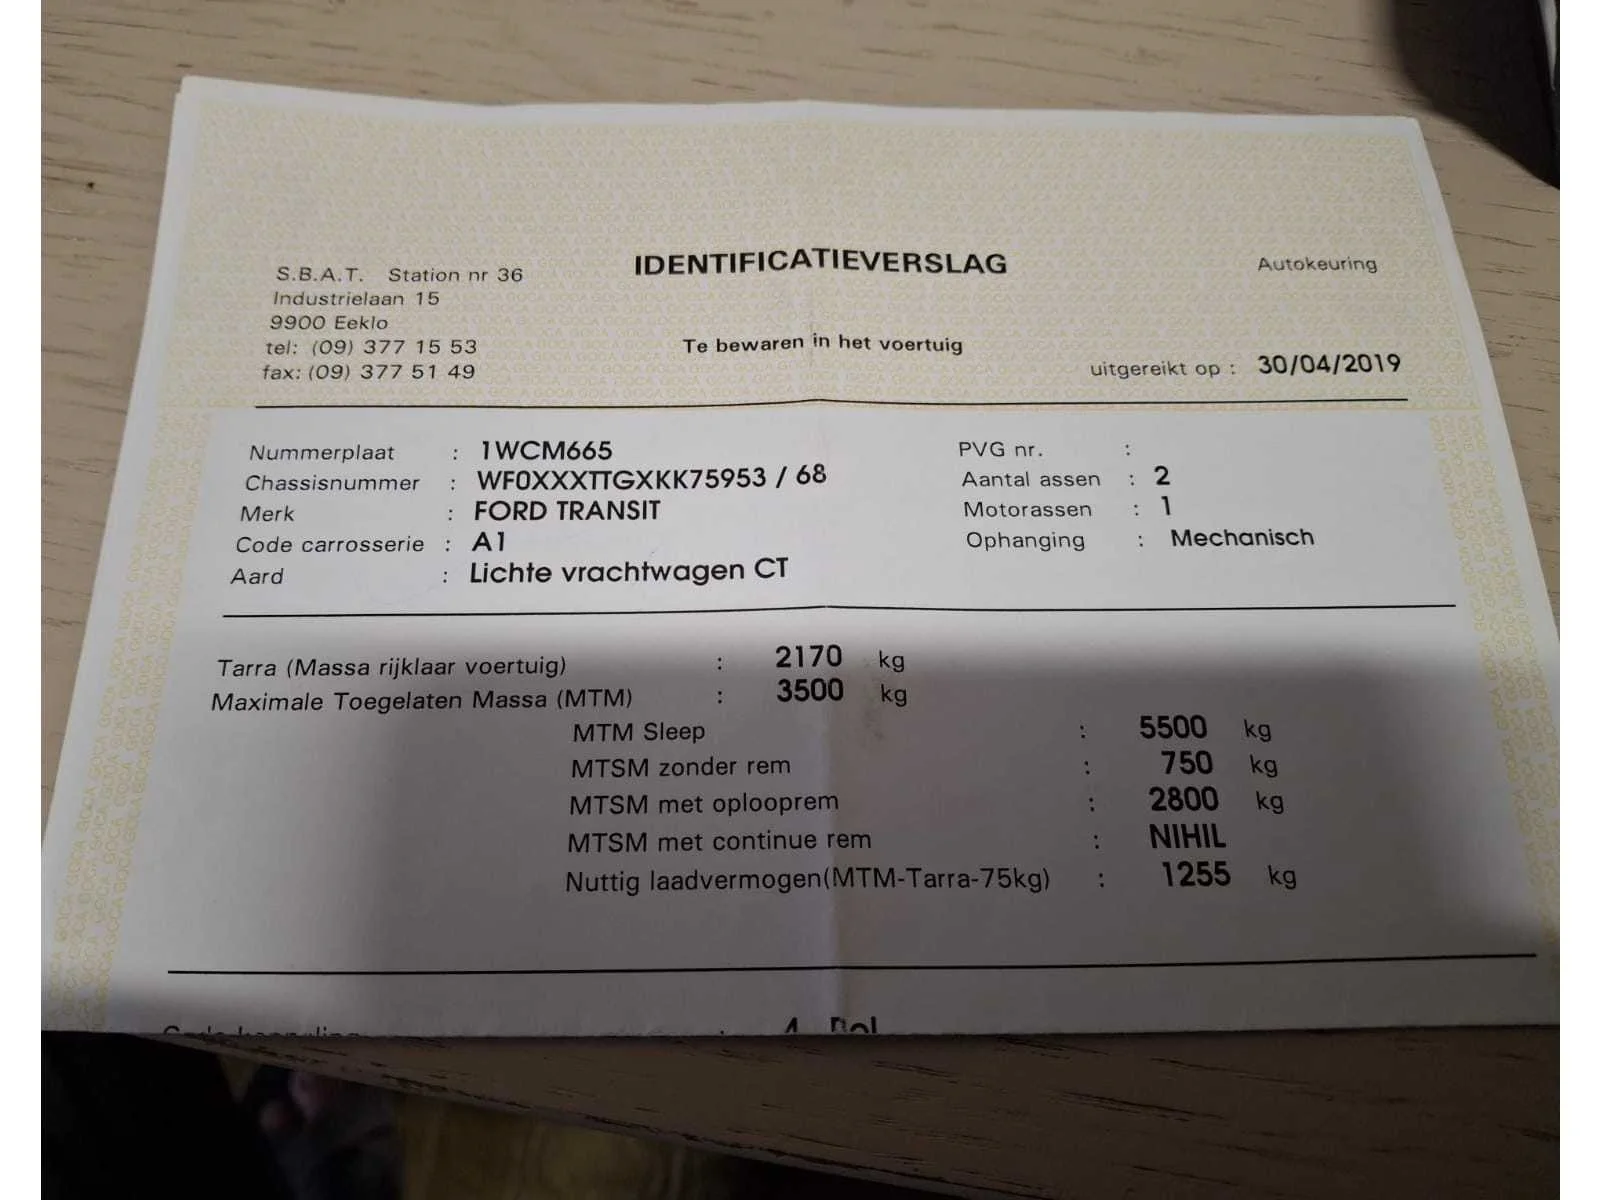 IDENTIFICATIEVERSLAG
Autokeuring
S.B.A.T. Station nr 36
Industrielaan 15
9900 Eeklo
tel: (09) 377 15 53
fax: (09) 377 51 49
Te bewaren in het voertuig
uitgereikt op : 30/04/2019
Nummerplaat : 1WCM665
Chassisnummer : WF0XXXTTGXKK75953 / 68
Merk : FORD TRANSIT
Code carrosserie : A1
Aard : Lichte vrachtwagen CT
PVG nr. :
Aantal assen : 2
Motorassen : 1
Ophanging : Mechanisch
Tarra (Massa rijklaar voertuig) : 2170 kg
Maximale Toegelaten Massa (MTM) : 3500 kg
MTM Sleep : 5500 kg
MTSM zonder rem : 750 kg
MTSM met oplooprem : 2800 kg
MTSM met continue rem : NIHIL
Nuttig laadvermogen(MTM-Tarra-75kg) : 1255 kg